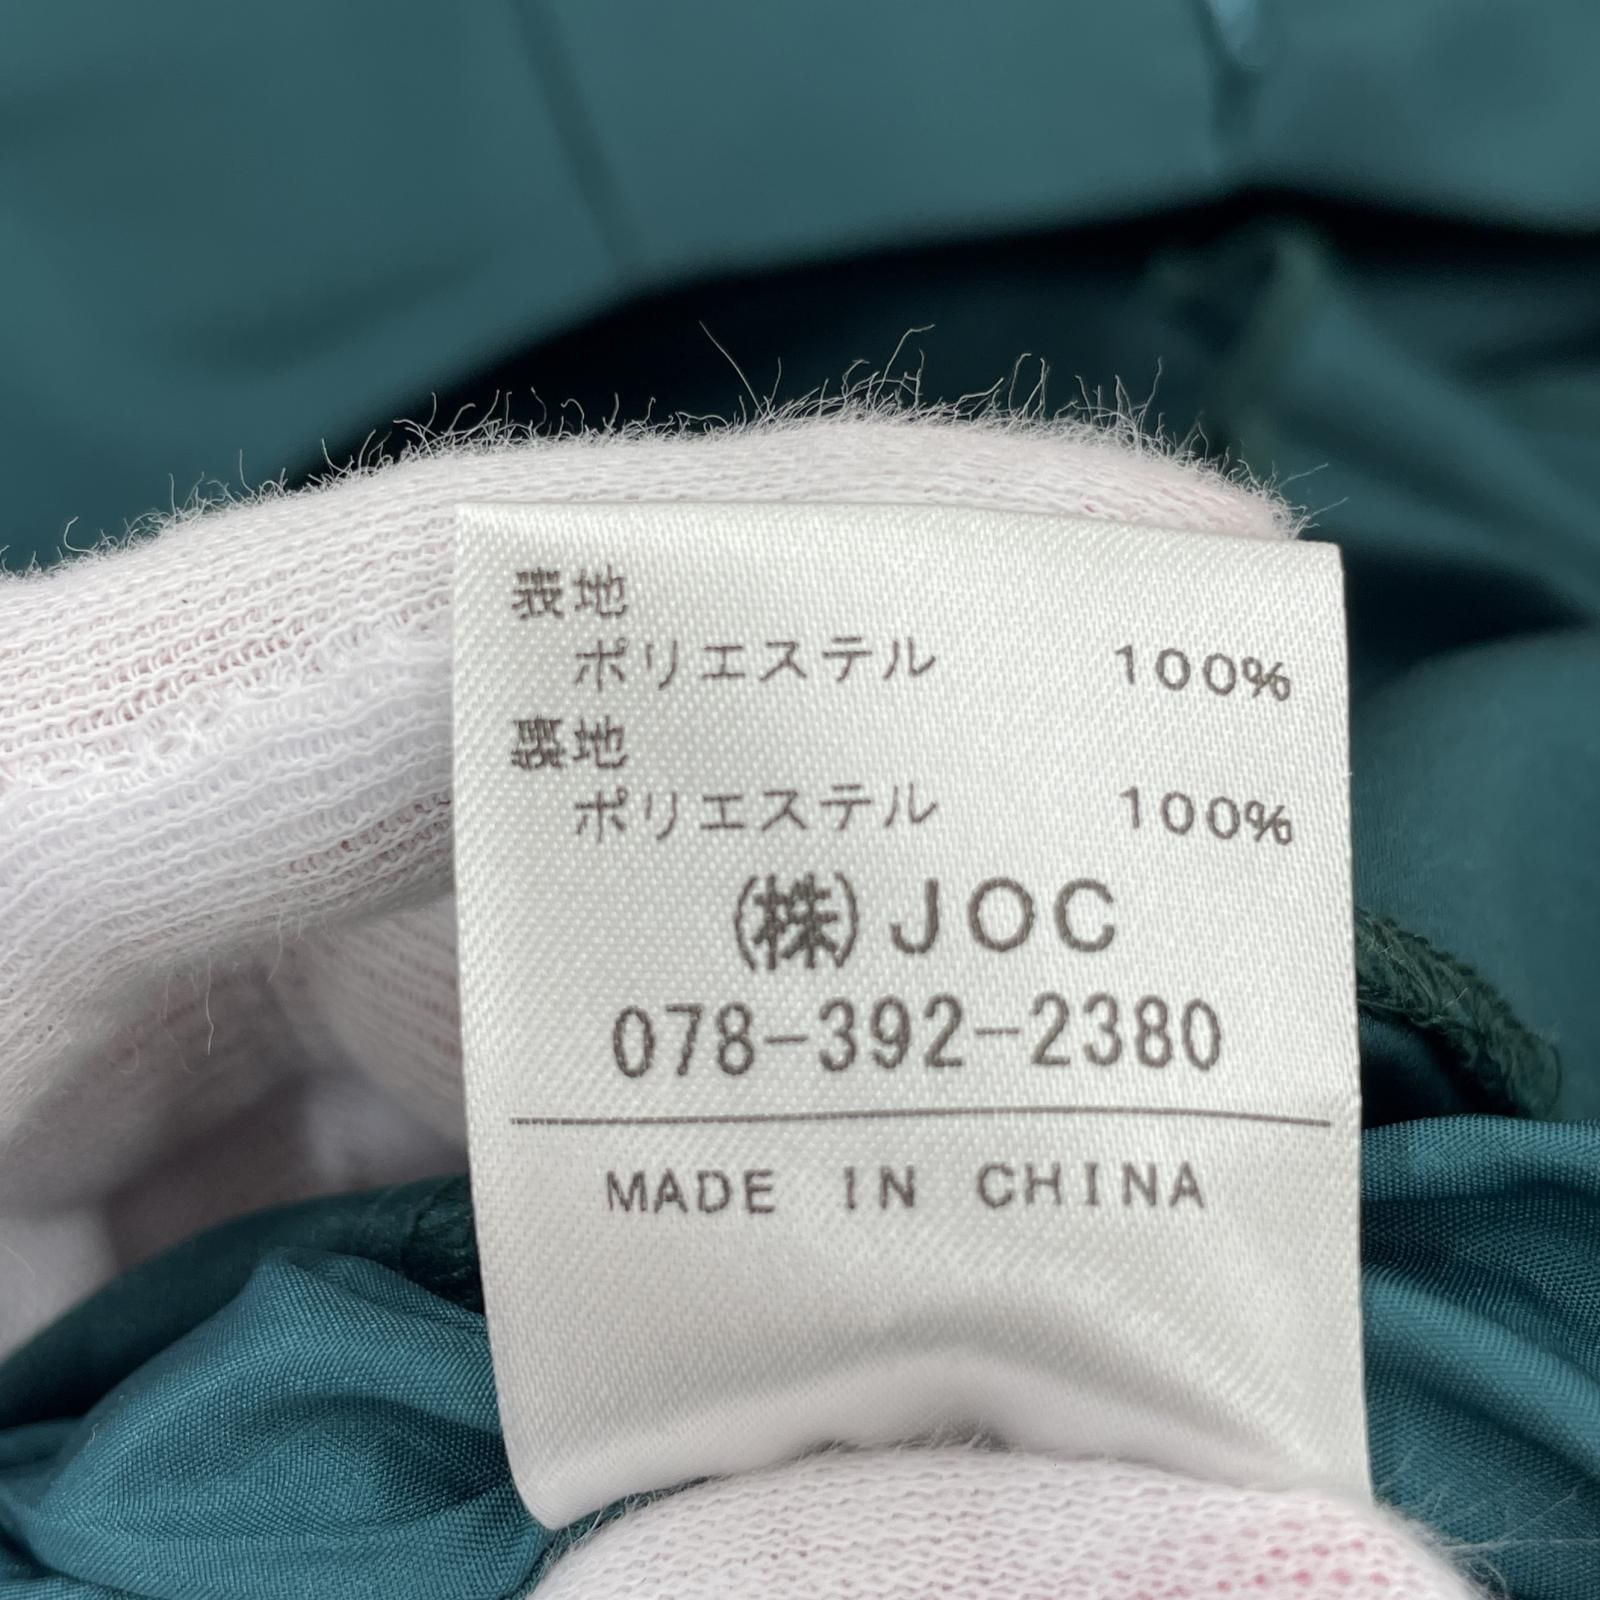 表地
ポリエステル 100%
裏地
ポリエステル 100%
(株)JOC
078-392-2380
MADE IN CHINA